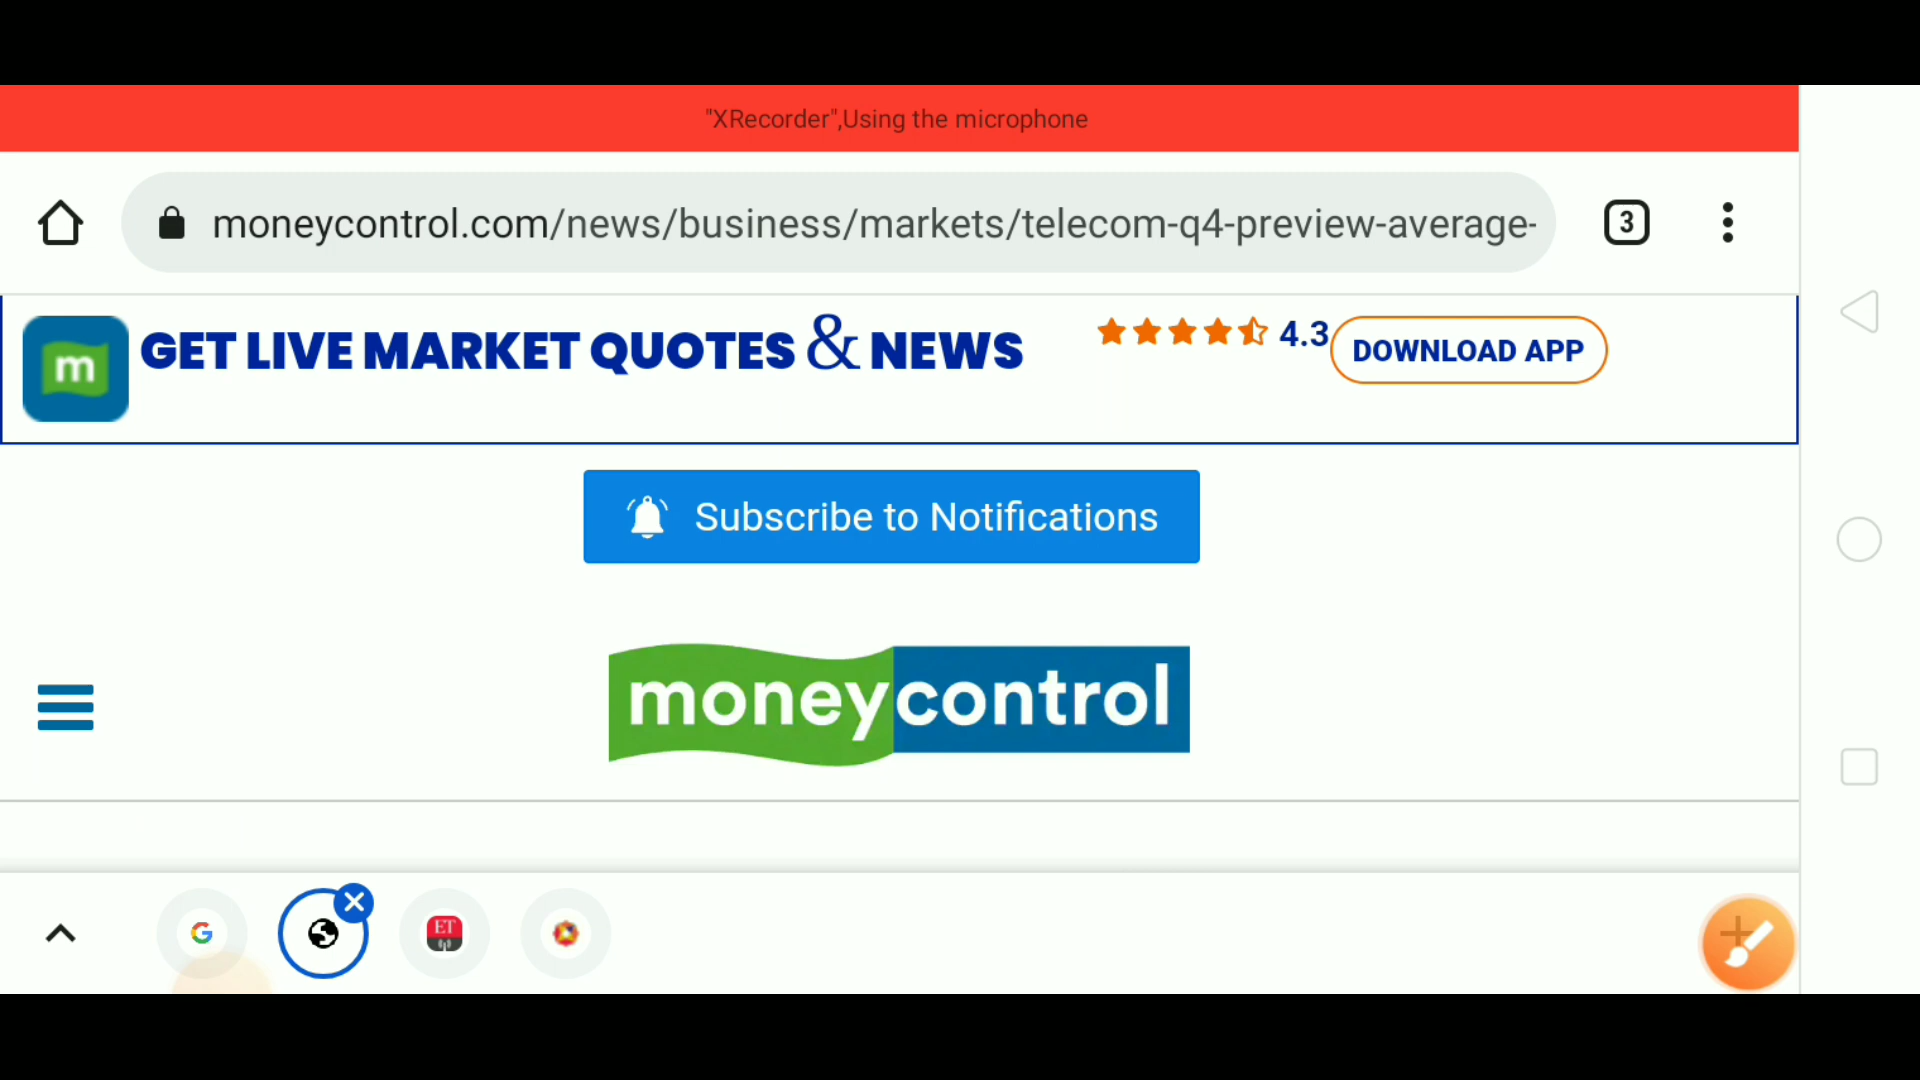 "XRecorder",Using the microphone
moneycontrol.com/news/business/markets/telecom-q4-preview-average-
3
m
GET LIVE MARKET QUOTES & NEWS
4.3
DOWNLOAD APP
Subscribe to Notifications
moneycontrol
G
ET